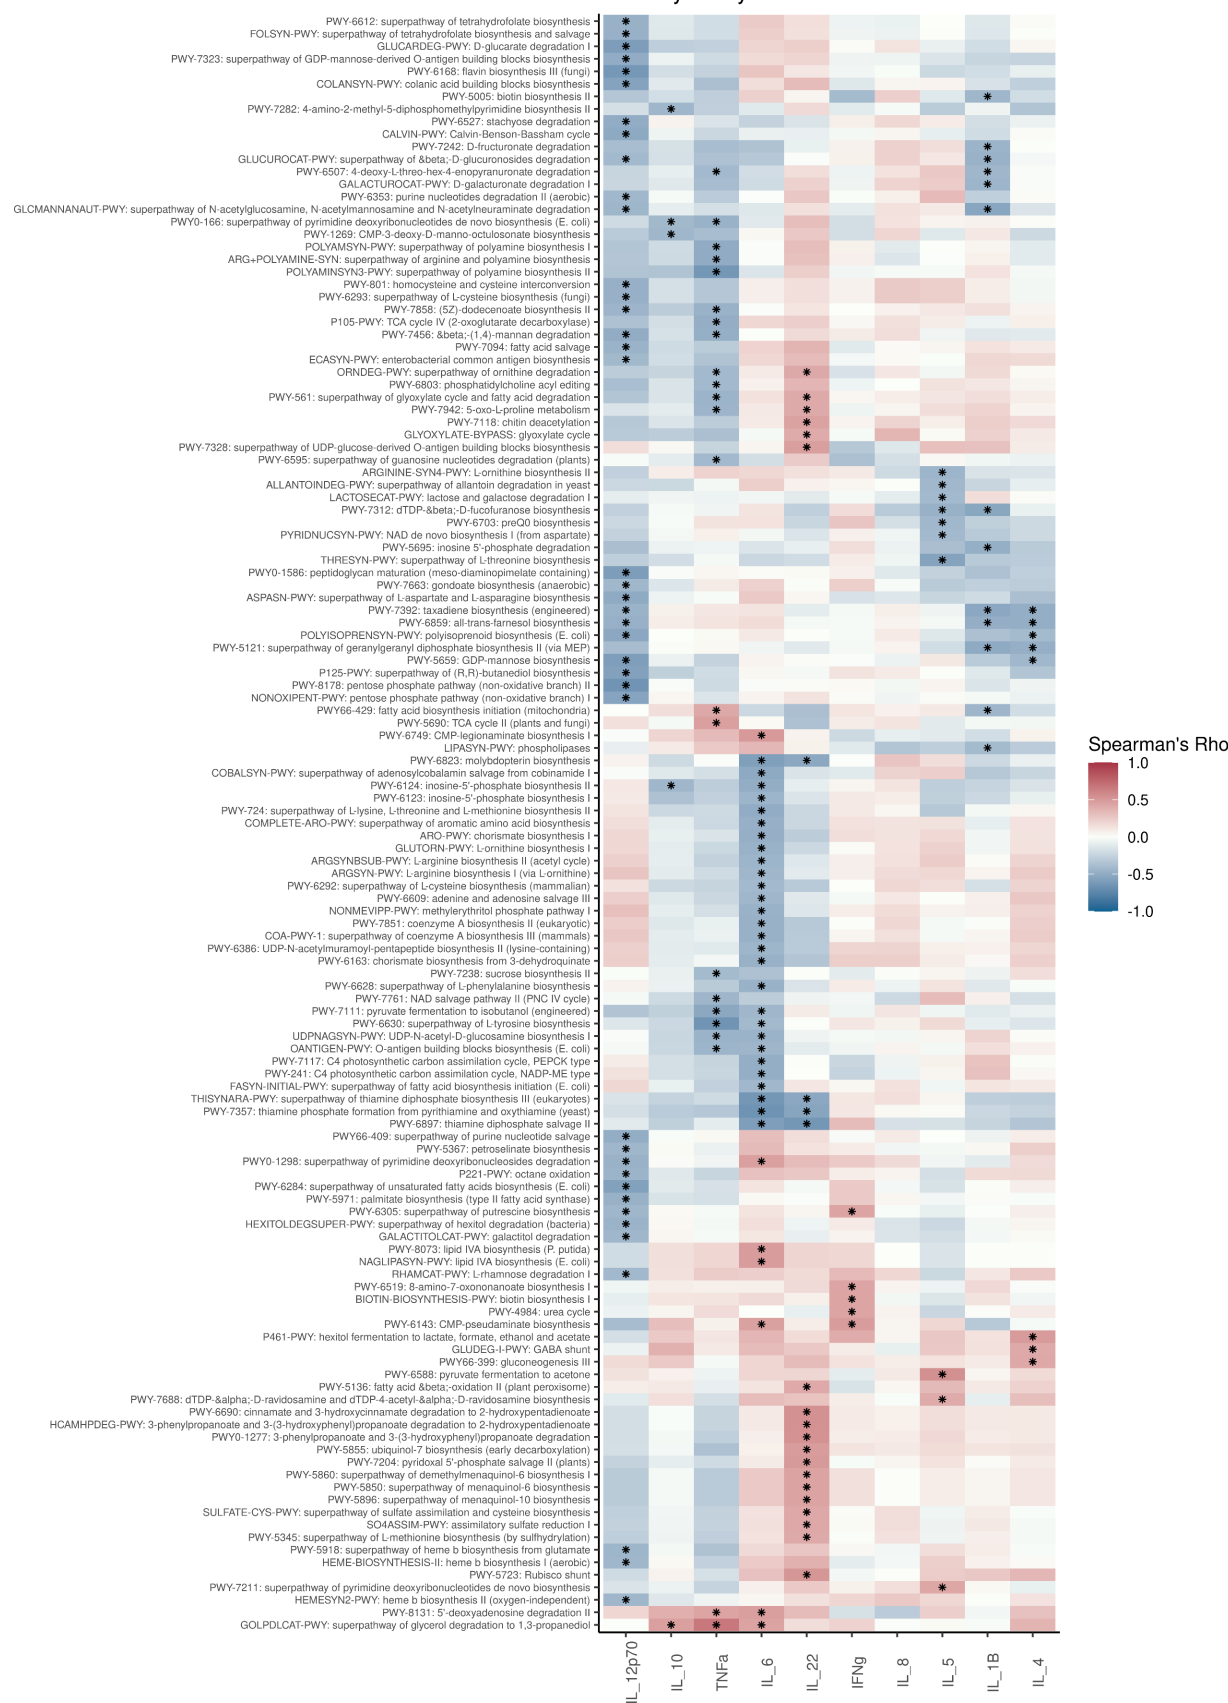 PWY-6612: superpathway of tetrahydrofolate biosynthesis
FOLSYN-PWY: superpathway of tetrahydrofolate biosynthesis and salvage
GLUCARDEG-PWY: D-glucarate degradation I
PWY-7323: superpathway of GDP-mannose-derived O-antigen building blocks biosynthesis
PWY-6168: flavin biosynthesis III (fungi)
COLANSYN-PWY: colanic acid building blocks biosynthesis
PWY-5005: biotin biosynthesis II
PWY-7282: 4-amino-2-methyl-5-diphosphomethylpyrimidine biosynthesis II
PWY-6527: stachyose degradation
CALVIN-PWY: Calvin-Benson-Bassham cycle
PWY-7242: D-fructuronate degradation
GLUCUROCAT-PWY: superpathway of &beta;-D-glucuronosides degradation
PWY-6507: 4-deoxy-L-threo-hex-4-enopyranuronate degradation
GALACTUROCAT-PWY: D-galacturonate degradation I
PWY-6353: purine nucleotides degradation II (aerobic)
GLCMANNANAUT-PWY: superpathway of N-acetylglucosamine, N-acetylmannosamine and N-acetylneuraminate degradation
PWY0-166: superpathway of pyrimidine deoxyribonucleotides de novo biosynthesis (E. coli)
PWY-1269: CMP-3-deoxy-D-manno-octulosonate biosynthesis
POLYAMSYN-PWY: superpathway of polyamine biosynthesis I
ARG+POLYAMINE-SYN: superpathway of arginine and polyamine biosynthesis
POLYAMINSYN3-PWY: superpathway of polyamine biosynthesis II
PWY-801: homocysteine and cysteine interconversion
PWY-6293: superpathway of L-cysteine biosynthesis (fungi)
PWY-7858: (5Z)-dodecenoate biosynthesis II
P105-PWY: TCA cycle IV (2-oxoglutarate decarboxylase)
PWY-7456: &beta;-(1,4)-mannan degradation
PWY-7094: fatty acid salvage
ECASYN-PWY: enterobacterial common antigen biosynthesis
ORNDEG-PWY: superpathway of ornithine degradation
PWY-6803: phosphatidylcholine acyl editing
PWY-561: superpathway of glyoxylate cycle and fatty acid degradation
PWY-7942: 5-oxo-L-proline metabolism
PWY-7118: chitin deacetylation
GLYOXYLATE-BYPASS: glyoxylate cycle
PWY-7328: superpathway of UDP-glucose-derived O-antigen building blocks biosynthesis
PWY-6595: superpathway of guanosine nucleotides degradation (plants)
ARGININE-SYN4-PWY: L-ornithine biosynthesis II
ALLANTOINDEG-PWY: superpathway of allantoin degradation in yeast
LACTOSECAT-PWY: lactose and galactose degradation I
PWY-7312: dTDP-&beta;-D-fucofuranose biosynthesis
PWY-6703: preQ0 biosynthesis
PYRIDNUCSYN-PWY: NAD de novo biosynthesis I (from aspartate)
PWY-5695: inosine 5'-phosphate degradation
THRESYN-PWY: superpathway of L-threonine biosynthesis
PWY0-1586: peptidoglycan maturation (meso-diaminopimelate containing)
PWY-7663: gondoate biosynthesis (anaerobic)
ASPASN-PWY: superpathway of L-aspartate and L-asparagine biosynthesis
PWY-7392: taxadiene biosynthesis (engineered)
PWY-6859: all-trans-farnesol biosynthesis
POLYISOPRENSYN-PWY: polyisoprenoid biosynthesis (E. coli)
PWY-5121: superpathway of geranylgeranyl diphosphate biosynthesis II (via MEP)
PWY-5659: GDP-mannose biosynthesis
P125-PWY: superpathway of (R,R)-butanediol biosynthesis
PWY-8178: pentose phosphate pathway (non-oxidative branch) II
NONOXIPENT-PWY: pentose phosphate pathway (non-oxidative branch) I
PWY66-429: fatty acid biosynthesis initiation (mitochondria)
PWY-5690: TCA cycle II (plants and fungi)
PWY-6749: CMP-legionaminate biosynthesis I
LIPASYN-PWY: phospholipases
PWY-6823: molybdopterin biosynthesis
COBALSYN-PWY: superpathway of adenosylcobalamin salvage from cobinamide I
PWY-6124: inosine-5'-phosphate biosynthesis II
PWY-6123: inosine-5'-phosphate biosynthesis I
PWY-724: superpathway of L-lysine, L-threonine and L-methionine biosynthesis II
COMPLETE-ARO-PWY: superpathway of aromatic amino acid biosynthesis
ARO-PWY: chorismate biosynthesis I
GLUTORN-PWY: L-ornithine biosynthesis I
ARGSYNBSUB-PWY: L-arginine biosynthesis II (acetyl cycle)
ARGSYN-PWY: L-arginine biosynthesis I (via L-ornithine)
PWY-6292: superpathway of L-cysteine biosynthesis (mammalian)
PWY-6609: adenine and adenosine salvage III
NONMEVIPP-PWY: methylerythritol phosphate pathway I
PWY-7851: coenzyme A biosynthesis II (eukaryotic)
COA-PWY-1: superpathway of coenzyme A biosynthesis III (mammals)
PWY-6386: UDP-N-acetylmuramoyl-pentapeptide biosynthesis II (lysine-containing)
PWY-6163: chorismate biosynthesis from 3-dehydroquinate
PWY-7238: sucrose biosynthesis II
PWY-6628: superpathway of L-phenylalanine biosynthesis
PWY-7761: NAD salvage pathway II (PNC IV cycle)
PWY-7111: pyruvate fermentation to isobutanol (engineered)
PWY-6630: superpathway of L-tyrosine biosynthesis
UDPNAGSYN-PWY: UDP-N-acetyl-D-glucosamine biosynthesis I
OANTIGEN-PWY: O-antigen building blocks biosynthesis (E. coli)
PWY-7117: C4 photosynthetic carbon assimilation cycle, PEPCK type
PWY-241: C4 photosynthetic carbon assimilation cycle, NADP-ME type
FASYN-INITIAL-PWY: superpathway of fatty acid biosynthesis initiation (E. coli)
THISYNARA-PWY: superpathway of thiamine diphosphate biosynthesis III (eukaryotes)
PWY-7357: thiamine phosphate formation from pyrithiamine and oxythiamine (yeast)
PWY-6897: thiamine diphosphate salvage II
PWY66-409: superpathway of purine nucleotide salvage
PWY-5367: petroselinate biosynthesis
PWY0-1298: superpathway of pyrimidine deoxyribonucleosides degradation
P221-PWY: octane oxidation
PWY-6284: superpathway of unsaturated fatty acids biosynthesis (E. coli)
PWY-5971: palmitate biosynthesis (type II fatty acid synthase)
PWY-6305: superpathway of putrescine biosynthesis
HEXITOLDEGSUPER-PWY: superpathway of hexitol degradation (bacteria)
GALACTITOLCAT-PWY: galactitol degradation
PWY-8073: lipid IVA biosynthesis (P. putida)
NAGLIPASYN-PWY: lipid IVA biosynthesis (E. coli)
RHAMCAT-PWY: L-rhamnose degradation I
PWY-6519: 8-amino-7-oxononanoate biosynthesis I
BIOTIN-BIOSYNTHESIS-PWY: biotin biosynthesis I
PWY-4984: urea cycle
PWY-6143: CMP-pseudaminate biosynthesis
P461-PWY: hexitol fermentation to lactate, formate, ethanol and acetate
GLUDEG-I-PWY: GABA shunt
PWY66-399: gluconeogenesis III
PWY-6588: pyruvate fermentation to acetone
PWY-5136: fatty acid &beta;-oxidation II (plant peroxisome)
PWY-7688: dTDP-&alpha;-D-ravidosamine and dTDP-4-acetyl-&alpha;-D-ravidosamine biosynthesis
PWY-6690: cinnamate and 3-hydroxycinnamate degradation to 2-hydroxypentadienoate
HCAMHPDEG-PWY: 3-phenylpropanoate and 3-(3-hydroxyphenyl)propanoate degradation to 2-hydroxypentadienoate
PWY0-1277: 3-phenylpropanoate and 3-(3-hydroxyphenyl)propanoate degradation
PWY-5855: ubiquinol-7 biosynthesis (early decarboxylation)
PWY-7204: pyridoxal 5'-phosphate salvage II (plants)
PWY-5860: superpathway of demethylmenaquinol-6 biosynthesis I
PWY-5850: superpathway of menaquinol-6 biosynthesis
PWY-5896: superpathway of menaquinol-10 biosynthesis
SULFATE-CYS-PWY: superpathway of sulfate assimilation and cysteine biosynthesis
SO4ASSIM-PWY: assimilatory sulfate reduction I
PWY-5345: superpathway of L-methionine biosynthesis (by sulfhydrylation)
PWY-5918: superpathway of heme b biosynthesis from glutamate
HEME-BIOSYNTHESIS-II: heme b biosynthesis I (aerobic)
PWY-5723: Rubisco shunt
PWY-7211: superpathway of pyrimidine deoxyribonucleotides de novo biosynthesis
HEMESYN2-PWY: heme b biosynthesis II (oxygen-independent)
PWY-8131: 5'-deoxyadenosine degradation II
GOLPDLCAT-PWY: superpathway of glycerol degradation to 1,3-propanediol
IL_12p70
IL_10
TNFa
IL_6
IL_22
IFNg
IL_8
IL_5
IL_1B
IL_4
Spearman's Rho
1.0
0.5
0.0
-0.5
-1.0